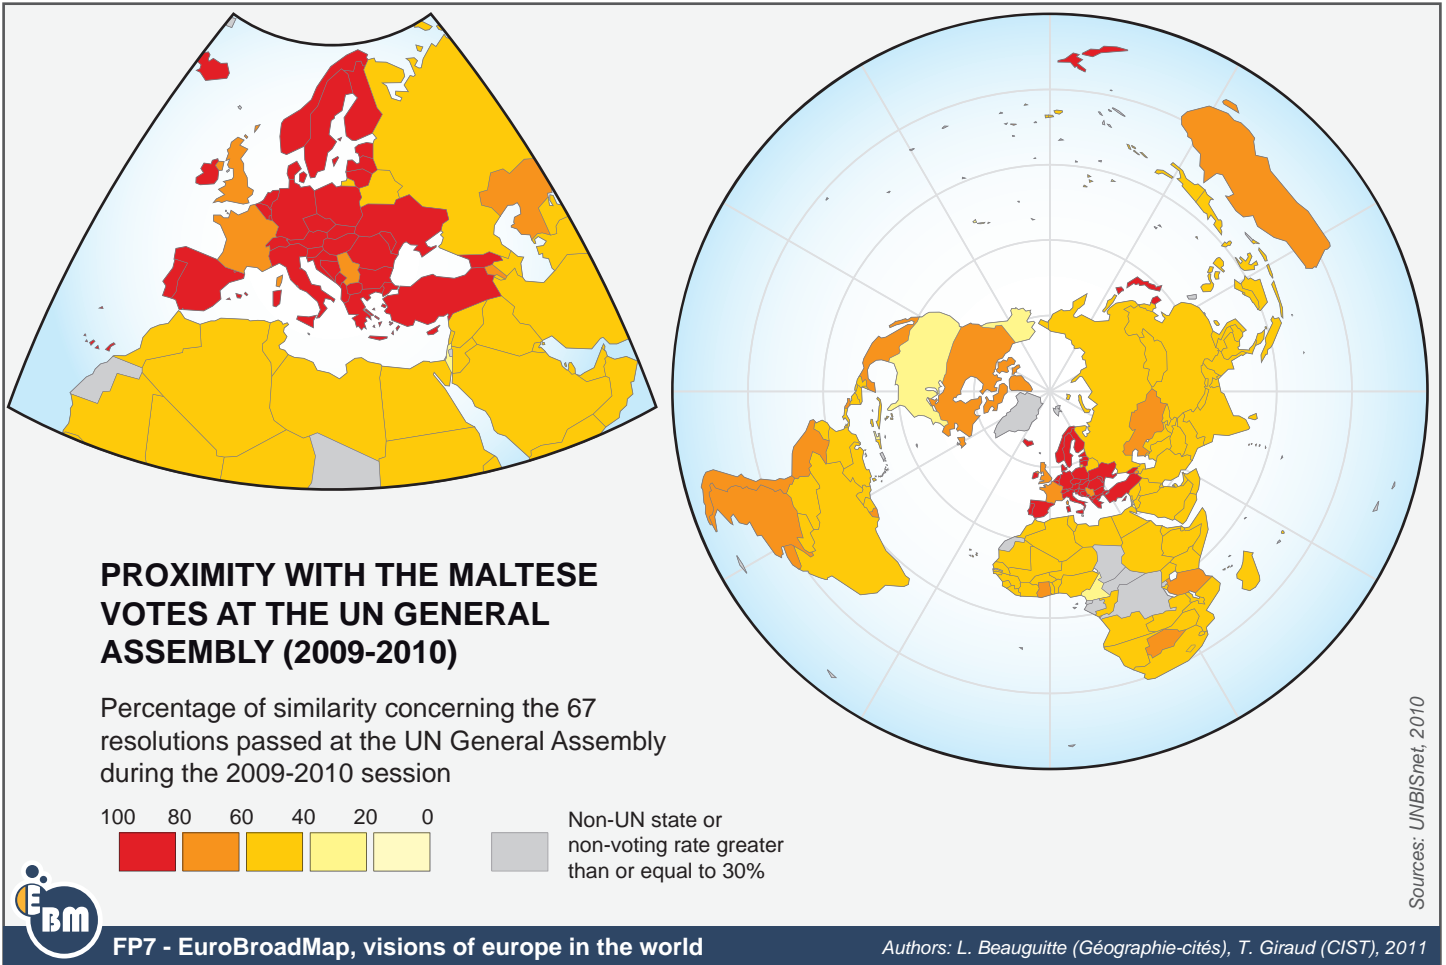 PROXIMITY WITH THE MALTESE
VOTES AT THE UN GENERAL
ASSEMBLY (2009-2010)
Percentage of similarity concerning the 67
resolutions passed at the UN General Assembly
during the 2009-2010 session
100 80 60 40 20 0
Non-UN state or
non-voting rate greater
than or equal to 30%
Sources: UNBISnet, 2010
EBM
FP7 - EuroBroadMap, visions of europe in the world
Authors: L. Beauguitte (Géographie-cités), T. Giraud (CIST), 2011